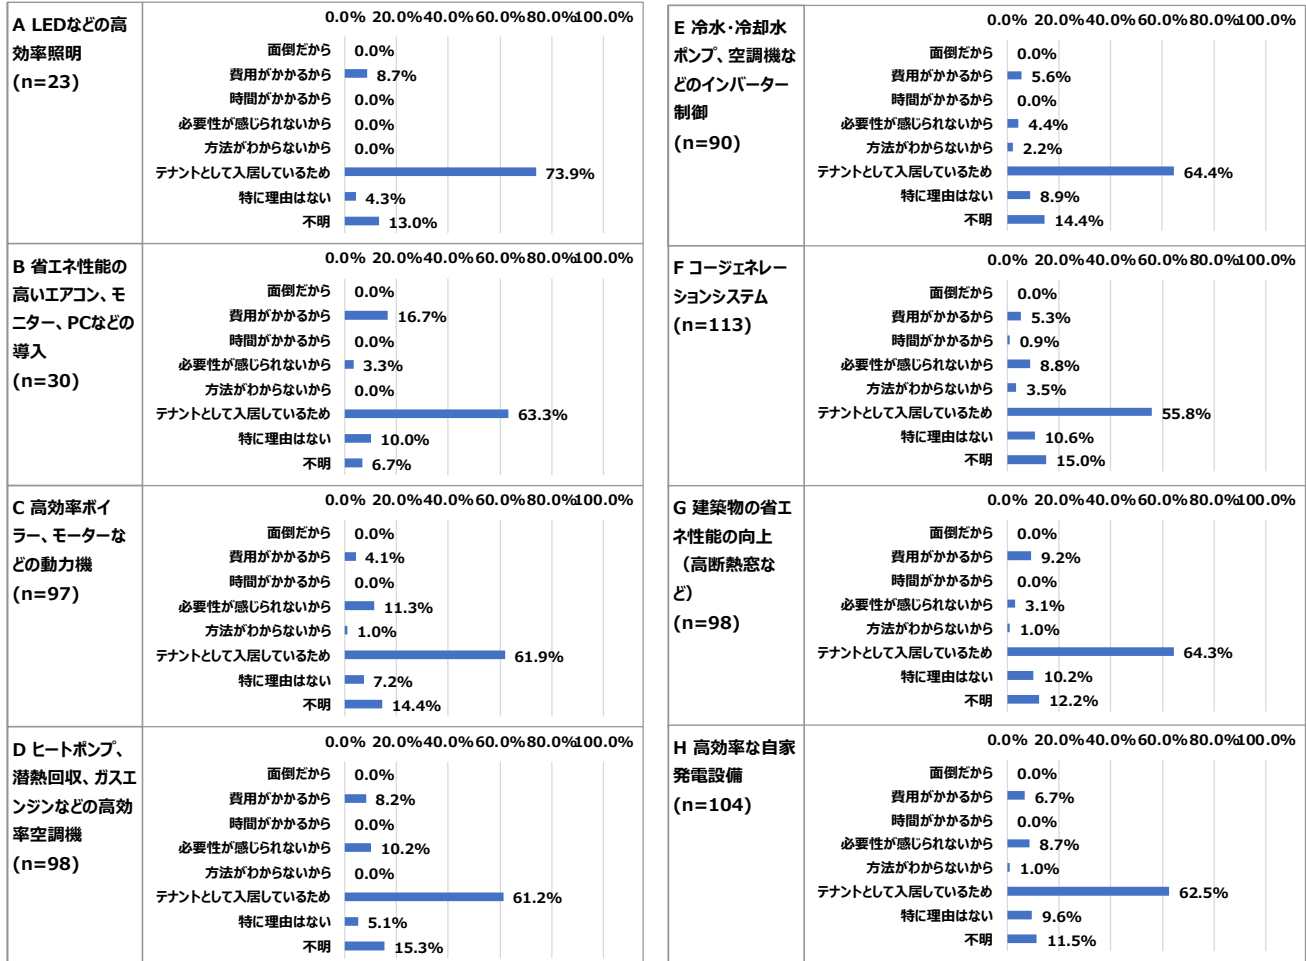 A LEDなどの高
効率照明
(n=23)
0.0% 20.0%40.0%60.0%80.0%100.0%
面倒だから 0.0%
費用がかかるから 8.7%
時間がかかるから 0.0%
必要性が感じられないから 0.0%
方法がわからないから 0.0%
テナントとして入居しているため 73.9%
特に理由はない 4.3%
不明 13.0%
B 省エネ性能の
高いエアコン、モ
ニター、PCなどの
導入
(n=30)
0.0% 20.0%40.0%60.0%80.0%100.0%
面倒だから 0.0%
費用がかかるから 16.7%
時間がかかるから 0.0%
必要性が感じられないから 3.3%
方法がわからないから 0.0%
テナントとして入居しているため 63.3%
特に理由はない 10.0%
不明 6.7%
C 高効率ボイ
ラー、モーターな
どの動力機
(n=97)
0.0% 20.0%40.0%60.0%80.0%100.0%
面倒だから 0.0%
費用がかかるから 4.1%
時間がかかるから 0.0%
必要性が感じられないから 11.3%
方法がわからないから 1.0%
テナントとして入居しているため 61.9%
特に理由はない 7.2%
不明 14.4%
D ヒートポンプ、
潜熱回収、ガスエ
ンジンなどの高効
率空調機
(n=98)
0.0% 20.0%40.0%60.0%80.0%100.0%
面倒だから 0.0%
費用がかかるから 8.2%
時間がかかるから 0.0%
必要性が感じられないから 10.2%
方法がわからないから 0.0%
テナントとして入居しているため 61.2%
特に理由はない 5.1%
不明 15.3%
E 冷水・冷却水
ポンプ、空調機な
どのインバーター
制御
(n=90)
0.0% 20.0%40.0%60.0%80.0%100.0%
面倒だから 0.0%
費用がかかるから 5.6%
時間がかかるから 0.0%
必要性が感じられないから 4.4%
方法がわからないから 2.2%
テナントとして入居しているため 64.4%
特に理由はない 8.9%
不明 14.4%
F コージェネレー
ションシステム
(n=113)
0.0% 20.0%40.0%60.0%80.0%100.0%
面倒だから 0.0%
費用がかかるから 5.3%
時間がかかるから 0.9%
必要性が感じられないから 8.8%
方法がわからないから 3.5%
テナントとして入居しているため 55.8%
特に理由はない 10.6%
不明 15.0%
G 建築物の省エ
ネ性能の向上
（高断熱窓な
ど）
(n=98)
0.0% 20.0%40.0%60.0%80.0%100.0%
面倒だから 0.0%
費用がかかるから 9.2%
時間がかかるから 0.0%
必要性が感じられないから 3.1%
方法がわからないから 1.0%
テナントとして入居しているため 64.3%
特に理由はない 10.2%
不明 12.2%
H 高効率な自家
発電設備
(n=104)
0.0% 20.0%40.0%60.0%80.0%100.0%
面倒だから 0.0%
費用がかかるから 6.7%
時間がかかるから 0.0%
必要性が感じられないから 8.7%
方法がわからないから 1.0%
テナントとして入居しているため 62.5%
特に理由はない 9.6%
不明 11.5%